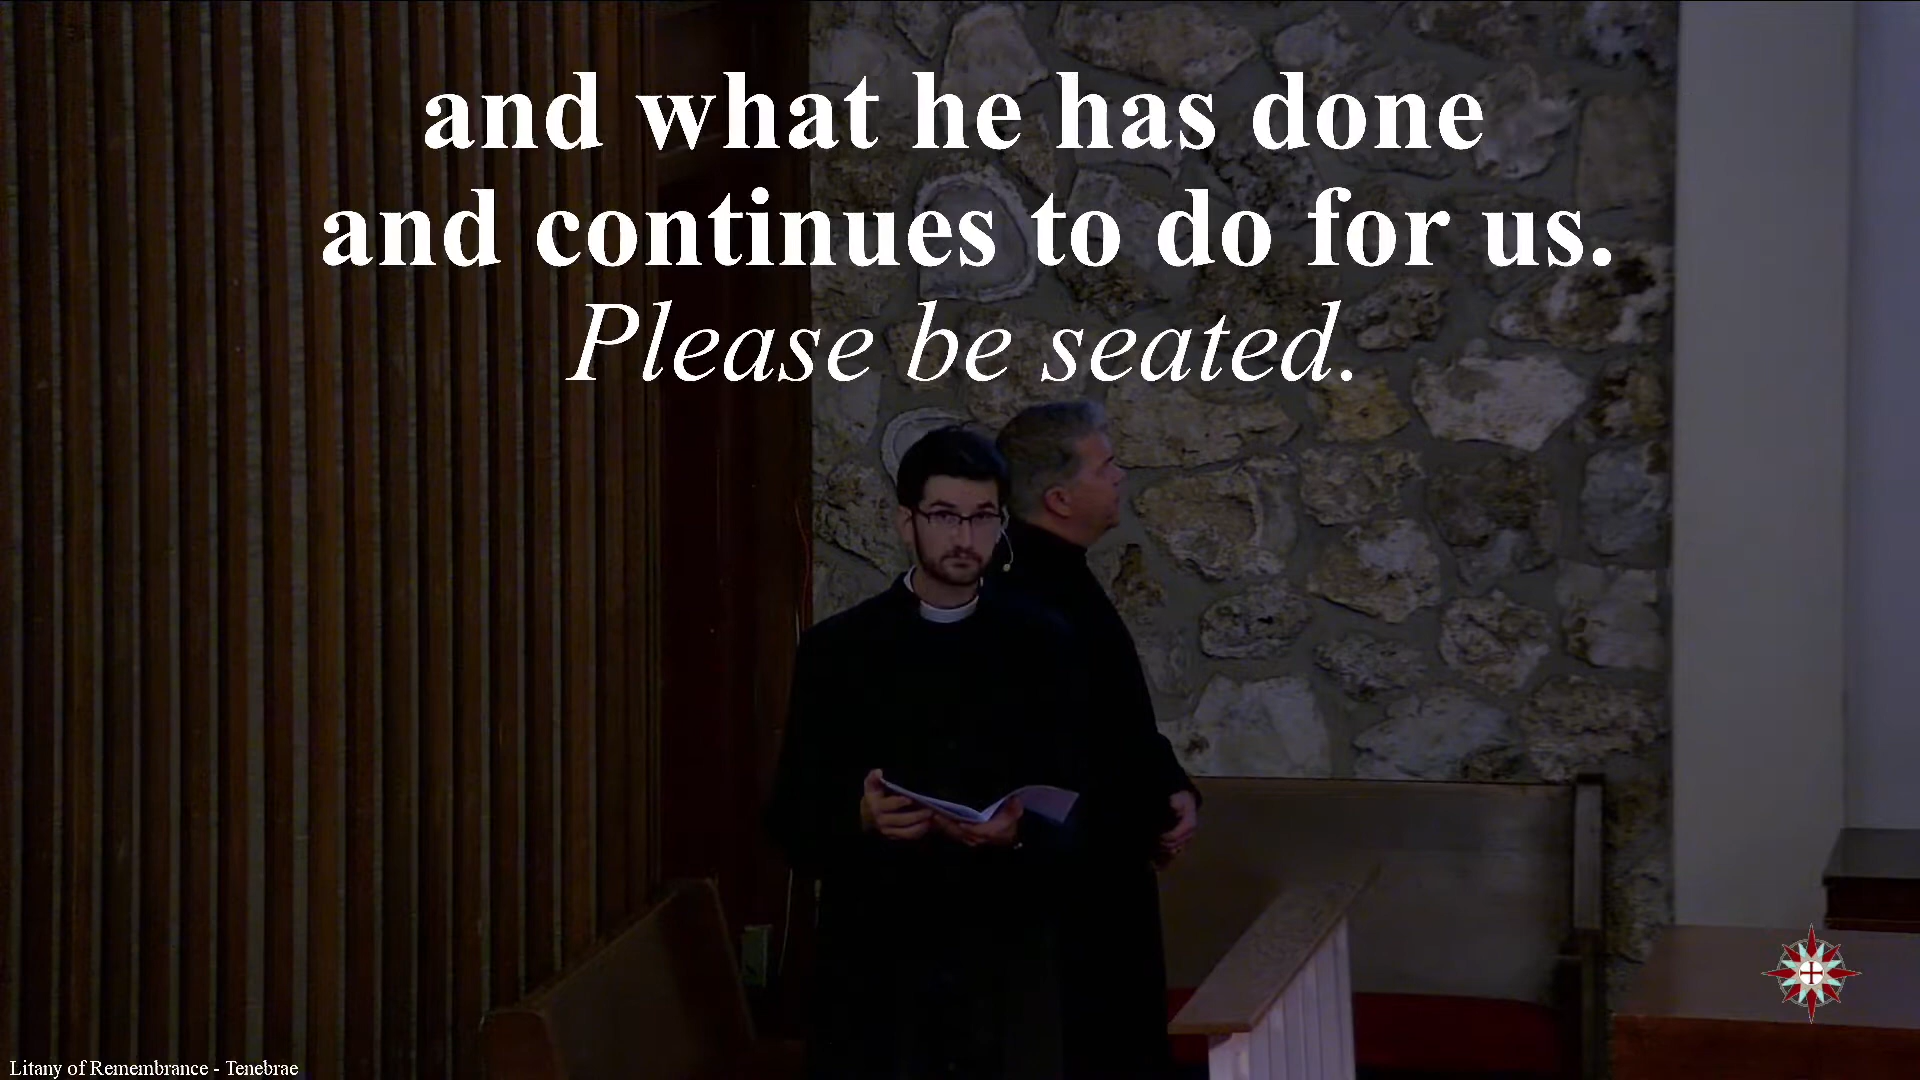 and what he has done
and continues to do for us.
Please be seated.
Litany of Remembrance - Tenebrae